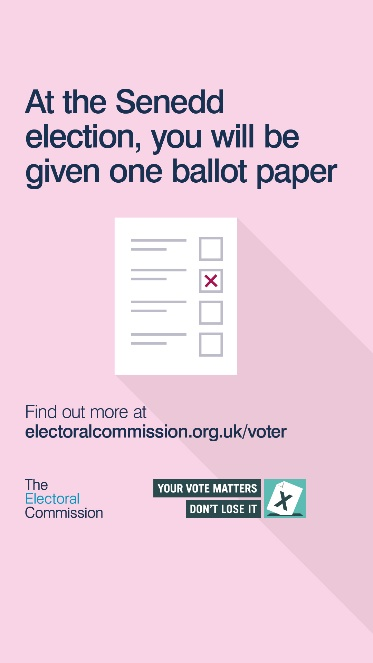 At the Senedd
election, you will be
given one ballot paper
Find out more at
electoralcommission.org.uk/voter
The
Electoral
Commission
YOUR VOTE MATTERS
DON'T LOSE IT